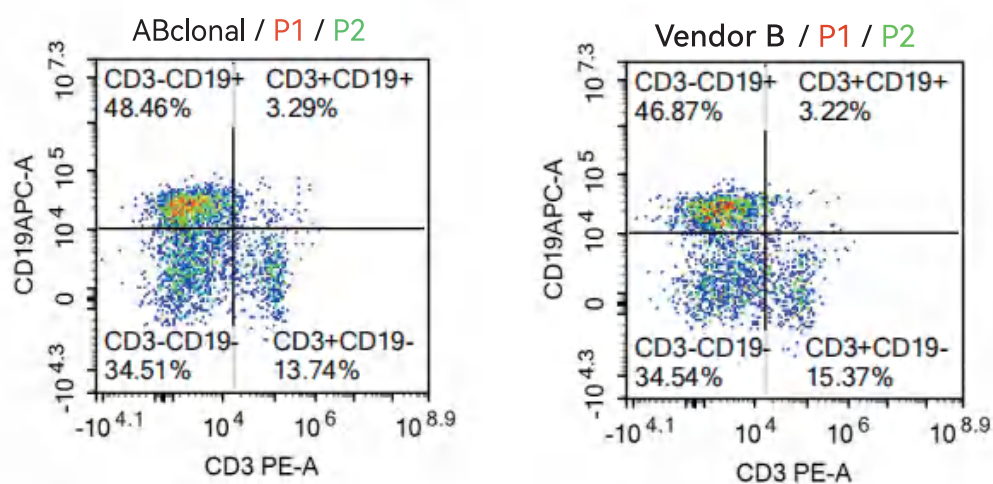 ABclonal / P1 / P2
CD3-CD19+
48.46%
CD3+CD19+
3.29%
CD3-CD19-
34.51%
CD3+CD19-
13.74%
10 7.3
10 5
10 4
0
-10 4.3
CD19APC-A
-10 4.1
10 4
10 6
10 8.9
CD3 PE-A
Vendor B / P1 / P2
CD3-CD19+
46.87%
CD3+CD19+
3.22%
CD3-CD19-
34.54%
CD3+CD19-
15.37%
10 7.3
10 5
10 4
0
-10 4.3
CD19APC-A
-10 4.1
10 4
10 6
10 8.9
CD3 PE-A